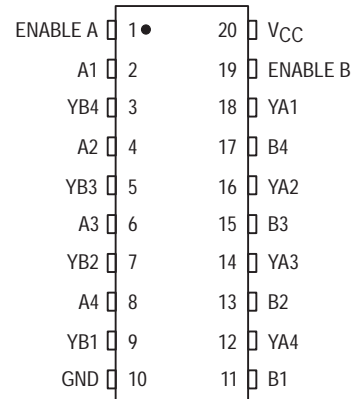 ENABLE A 1 20 VCC
A1 2 19 ENABLE B
YB4 3 18 YA1
A2 4 17 B4
YB3 5 16 YA2
A3 6 15 B3
YB2 7 14 YA3
A4 8 13 B2
YB1 9 12 YA4
GND 10 11 B1